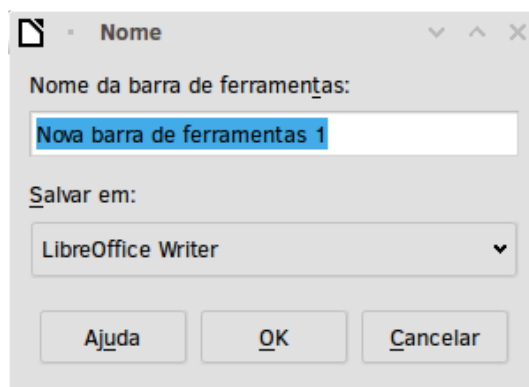 Nome
Nome da barra de ferramentas:
Nova barra de ferramentas 1
Salvar em:
LibreOffice Writer
Ajuda OK Cancelar